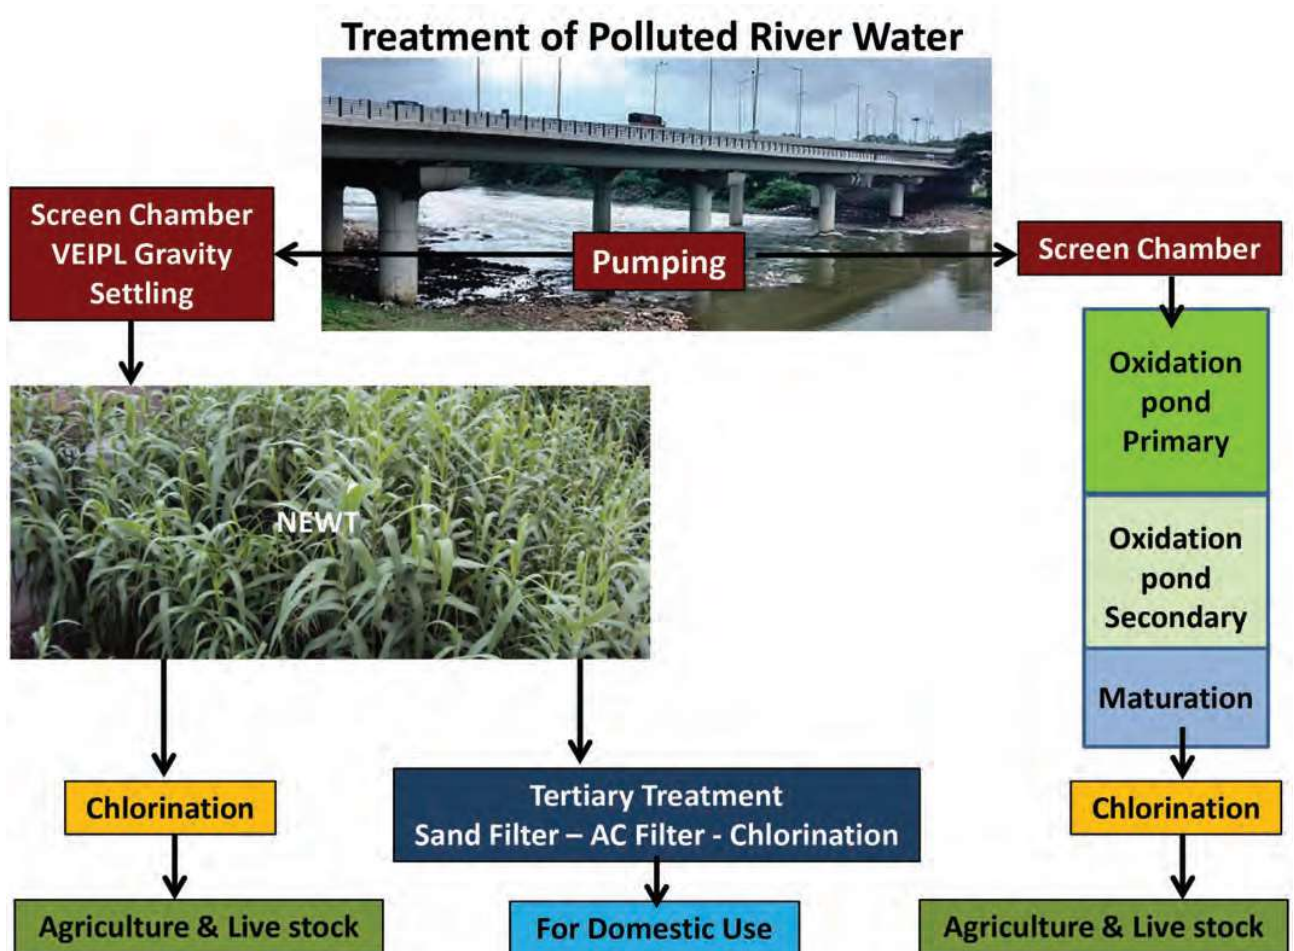 Treatment of Polluted River Water
Screen Chamber
VEIPL Gravity
Settling
Pumping
Screen Chamber
Oxidation
pond
Primary
NEWT
Oxidation
pond
Secondary
Maturation
Chlorination
Tertiary Treatment
Sand Filter – AC Filter - Chlorination
Chlorination
Agriculture & Live stock
For Domestic Use
Agriculture & Live stock